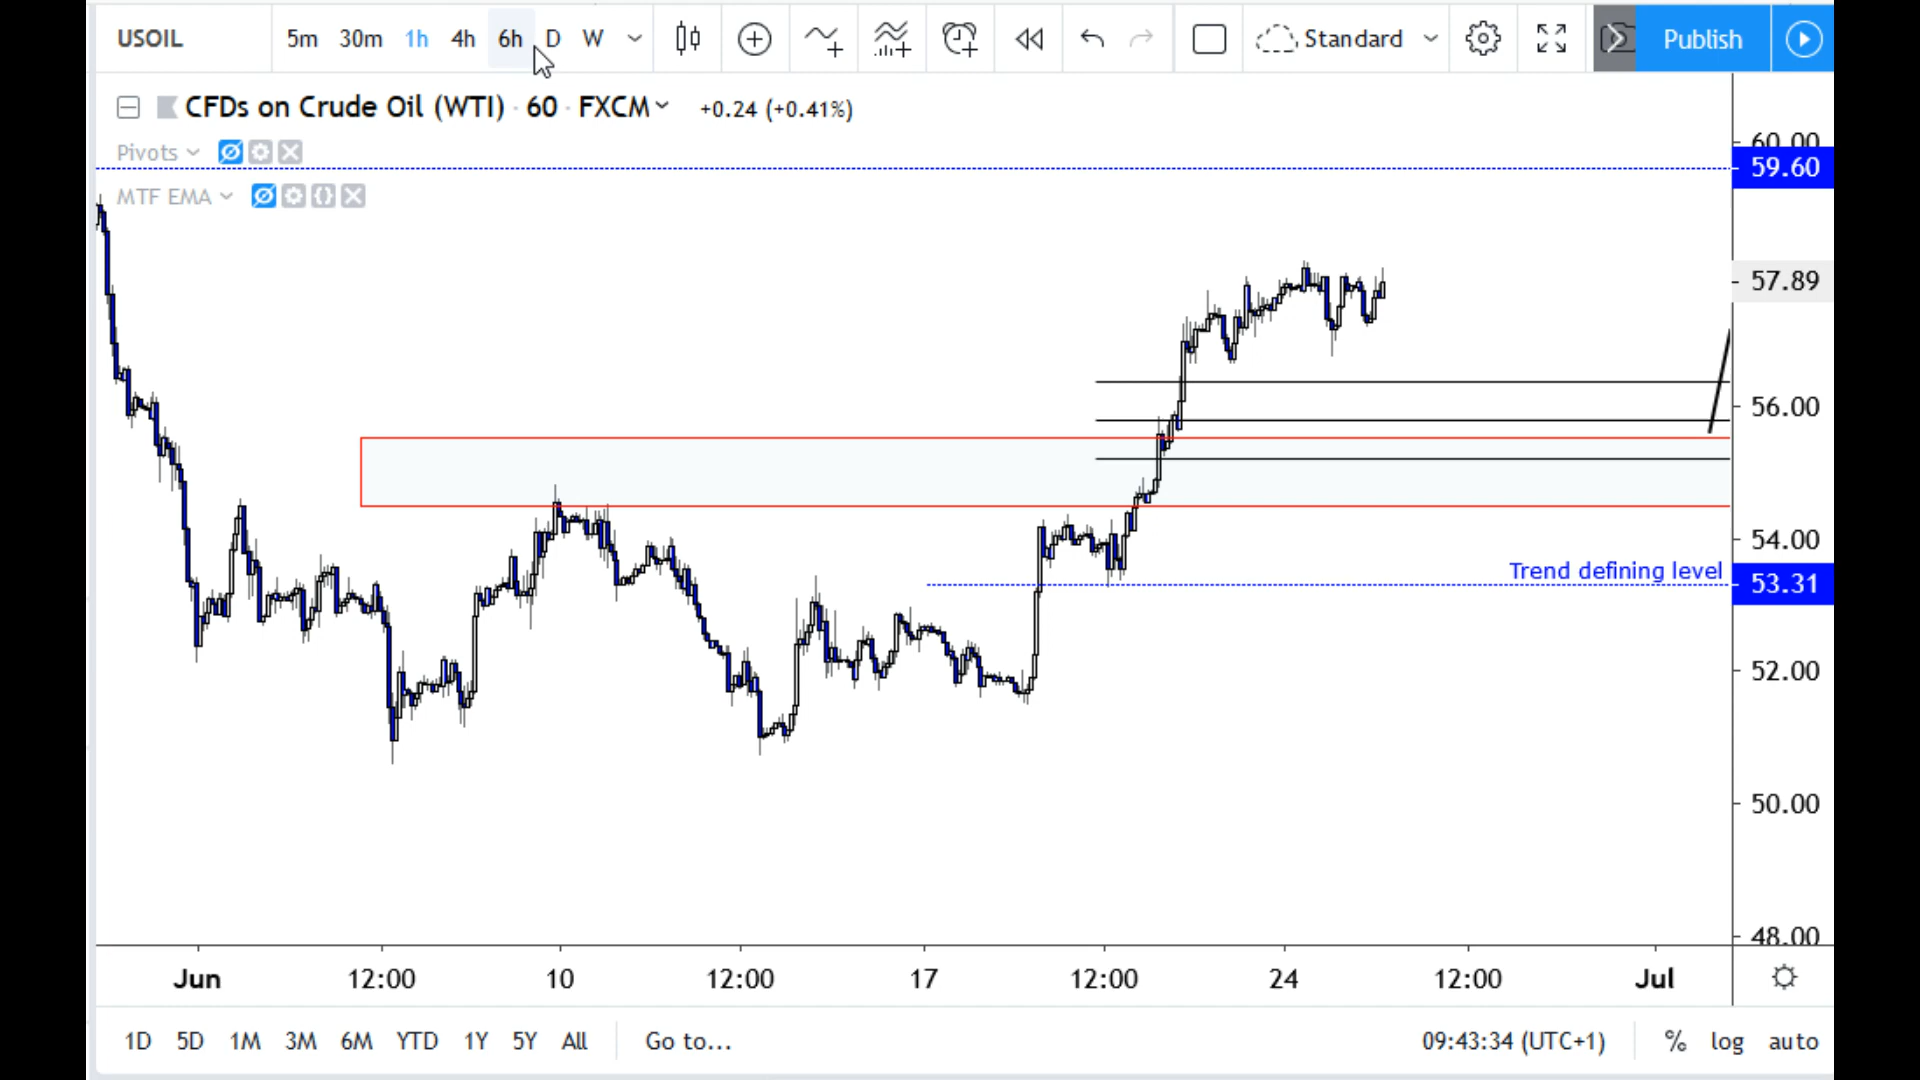 USOIL 5m 30m 1h 4h 6h D W Standard Publish
CFDs on Crude Oil (WTI) · 60 · FXCM +0.24 (+0.41%)
Pivots
60.00
59.60
MTF EMA
57.89
56.00
54.00
Trend defining level
53.31
52.00
50.00
48.00
Jun 12:00 10 12:00 17 12:00 24 12:00 Jul
1D 5D 1M 3M 6M YTD 1Y 5Y All Go to... 09:43:34 (UTC+1) % log auto